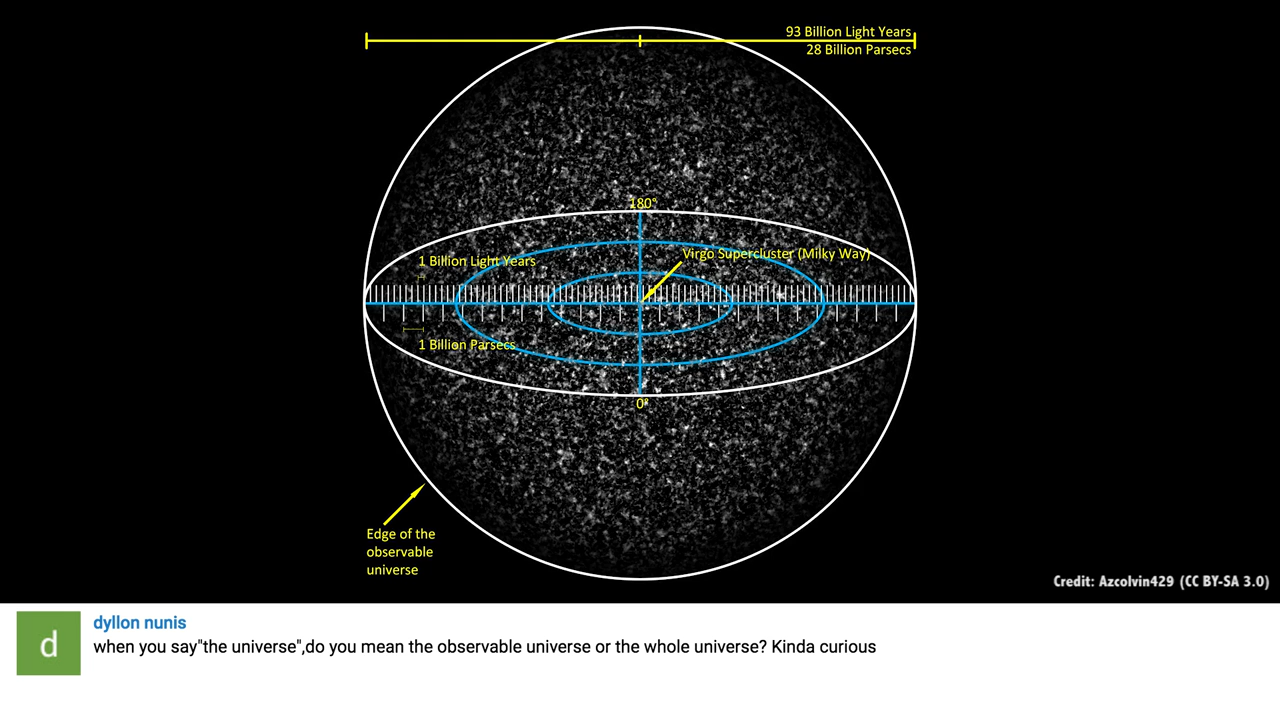 93 Billion Light Years
28 Billion Parsecs
180°
Virgo Supercluster (Milky Way)
1 Billion Light Years
1 Billion Parsecs
0°
Edge of the
observable
universe
Credit: Azcolvin429 (CC BY-SA 3.0)
d
dyllon nunis
when you say"the universe",do you mean the observable universe or the whole universe? Kinda curious